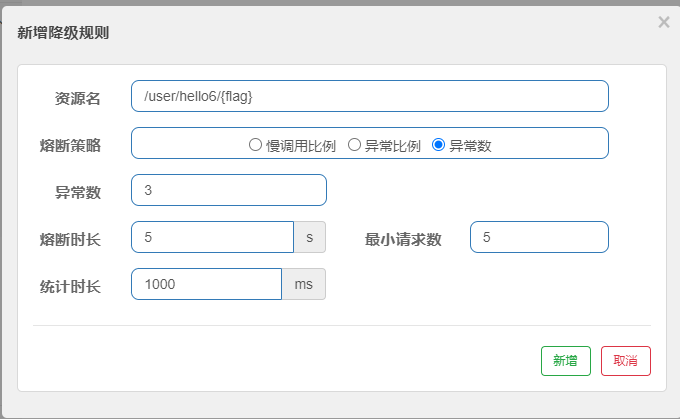 新增降级规则
×
资源名 /user/hello6/{flag}
熔断策略 慢调用比例 异常比例 异常数
异常数 3
熔断时长 5 s 最小请求数 5
统计时长 1000 ms
新增 取消